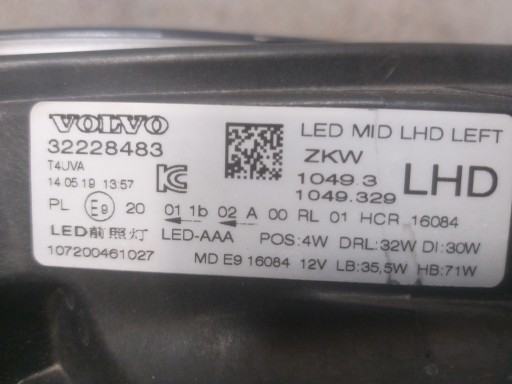 VOLVO
32228483
T4UVA
14.05.19 13:57
LED MID LHD LEFT
ZKW
1049.3
1049.329
LHD
PL E9 20 01 1b 02 A 00 RL 01 HCR 16084
LED前照灯 LED-AAA POS:4W DRL:32W DI:30W
107200461027 MD E9 16084 12V LB:35,5W HB:71W